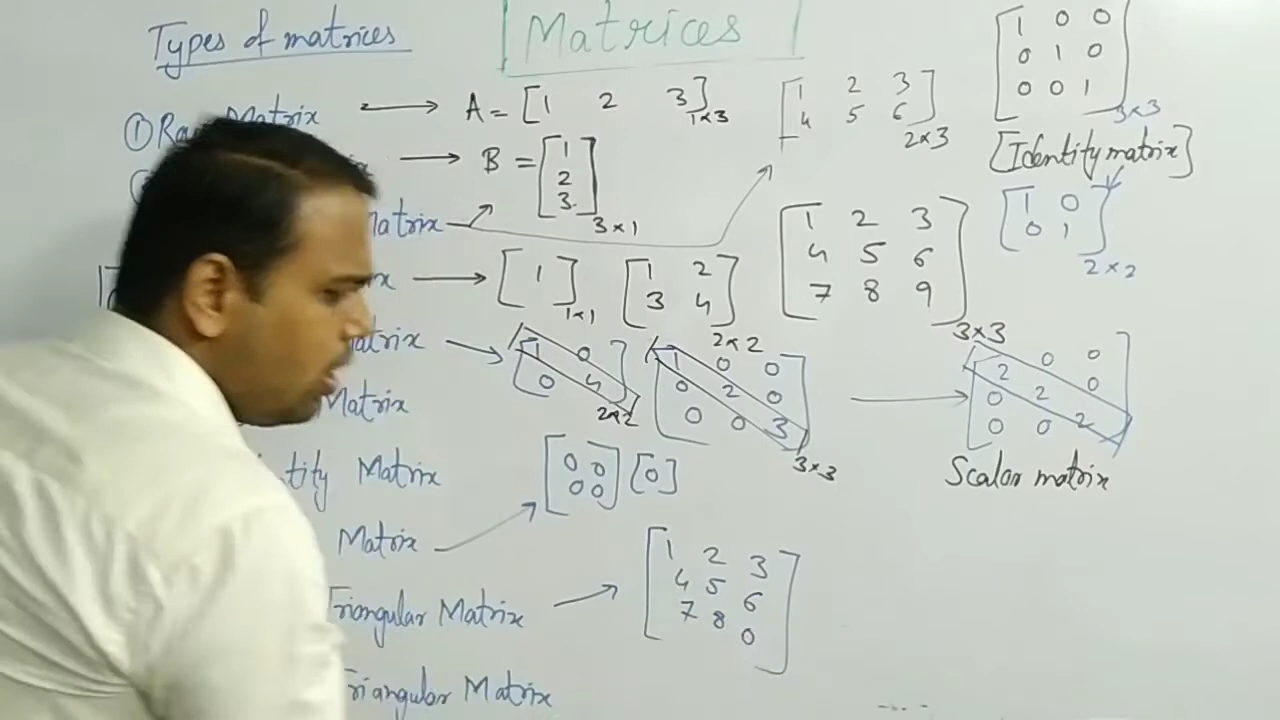 Types of matrices
Matrices
1 0 0
0 1 0
0 0 1
3×3
[Identity matrix]
1 0
0 1
2×2
① Row Matrix → A = [1 2 3] 1×3
1 2 3
4 5 6
2×3
→ B =
1
2
3
3×1
Matrix
→ [1] 1×1
1 2
3 4
2×2
1 2 3
4 5 6
7 8 9
3×3
Matrix →
1 0
0 4
2×2
1 0 0
0 2 0
0 0 3
3×3
→
2 0 0
0 2 0
0 0 2
Scalar matrix
Matrix
Matrix
0 0
0 0
[0]
Matrix
Triangular Matrix →
1 2 3
4 5 6
7 8 0
Triangular Matrix